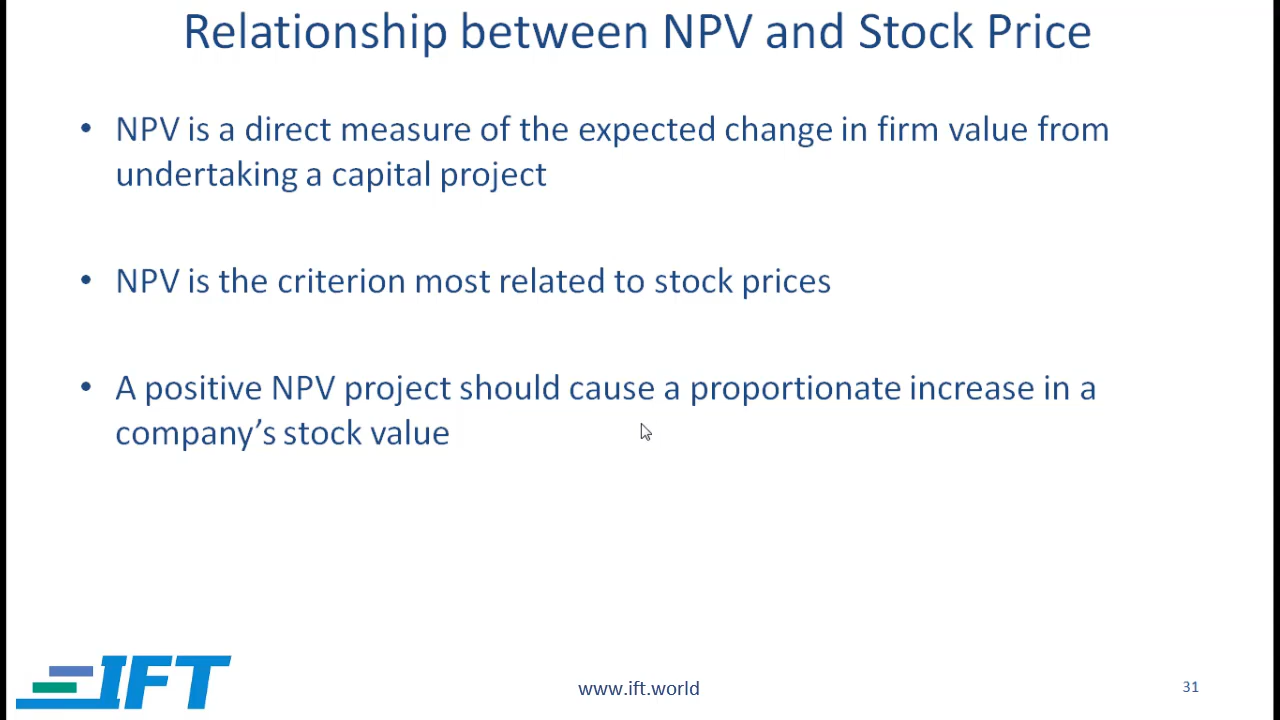 Relationship between NPV and Stock Price
• NPV is a direct measure of the expected change in firm value from
undertaking a capital project
• NPV is the criterion most related to stock prices
• A positive NPV project should cause a proportionate increase in a
company’s stock value
IFT
www.ift.world
31